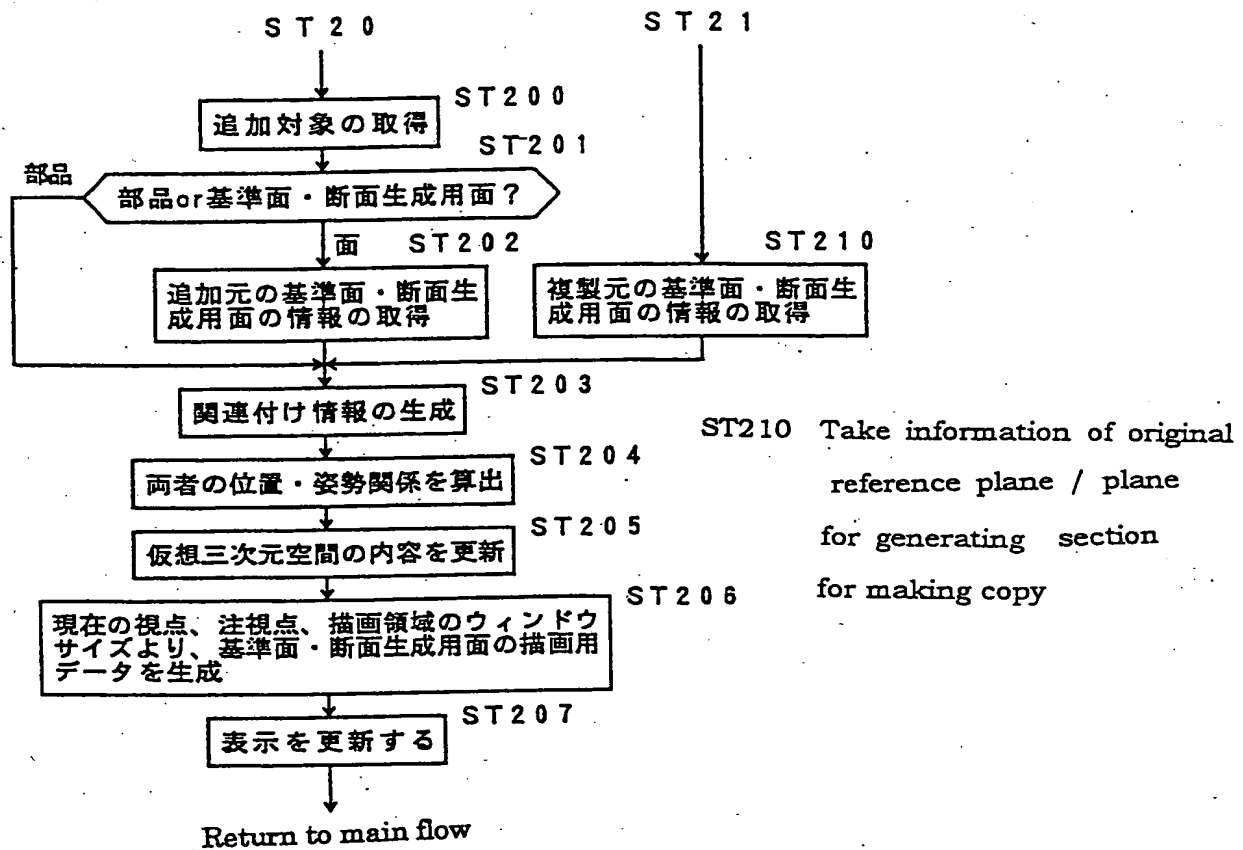 ST20
ST21
ST200
追加対象の取得
ST201
部品
部品or基準面・断面生成用面？
面
ST202
ST210
追加元の基準面・断面生
成用面の情報の取得
複製元の基準面・断面生
成用面の情報の取得
ST203
関連付け情報の生成
ST204
両者の位置・姿勢関係を算出
ST205
仮想三次元空間の内容を更新
ST206
現在の視点、注視点、描画領域のウィンドウ
サイズより、基準面・断面生成用面の描画用
データを生成
ST207
表示を更新する
Return to main flow
ST210 Take information of original
reference plane / plane
for generating section
for making copy